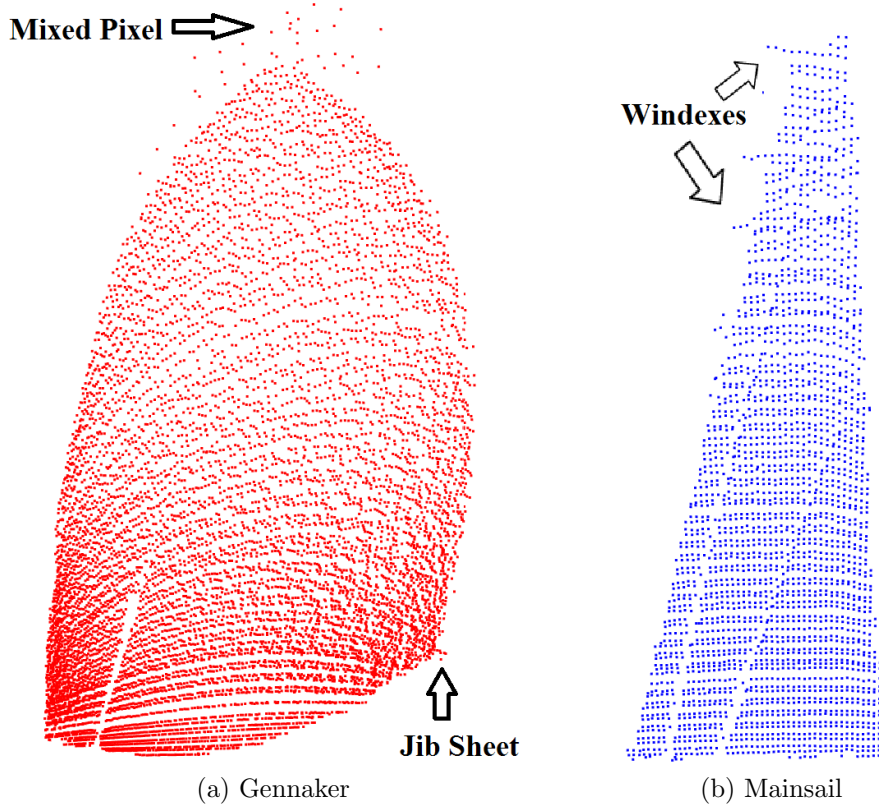 Mixed Pixel
Windexes
Jib Sheet
(a) Gennaker
(b) Mainsail